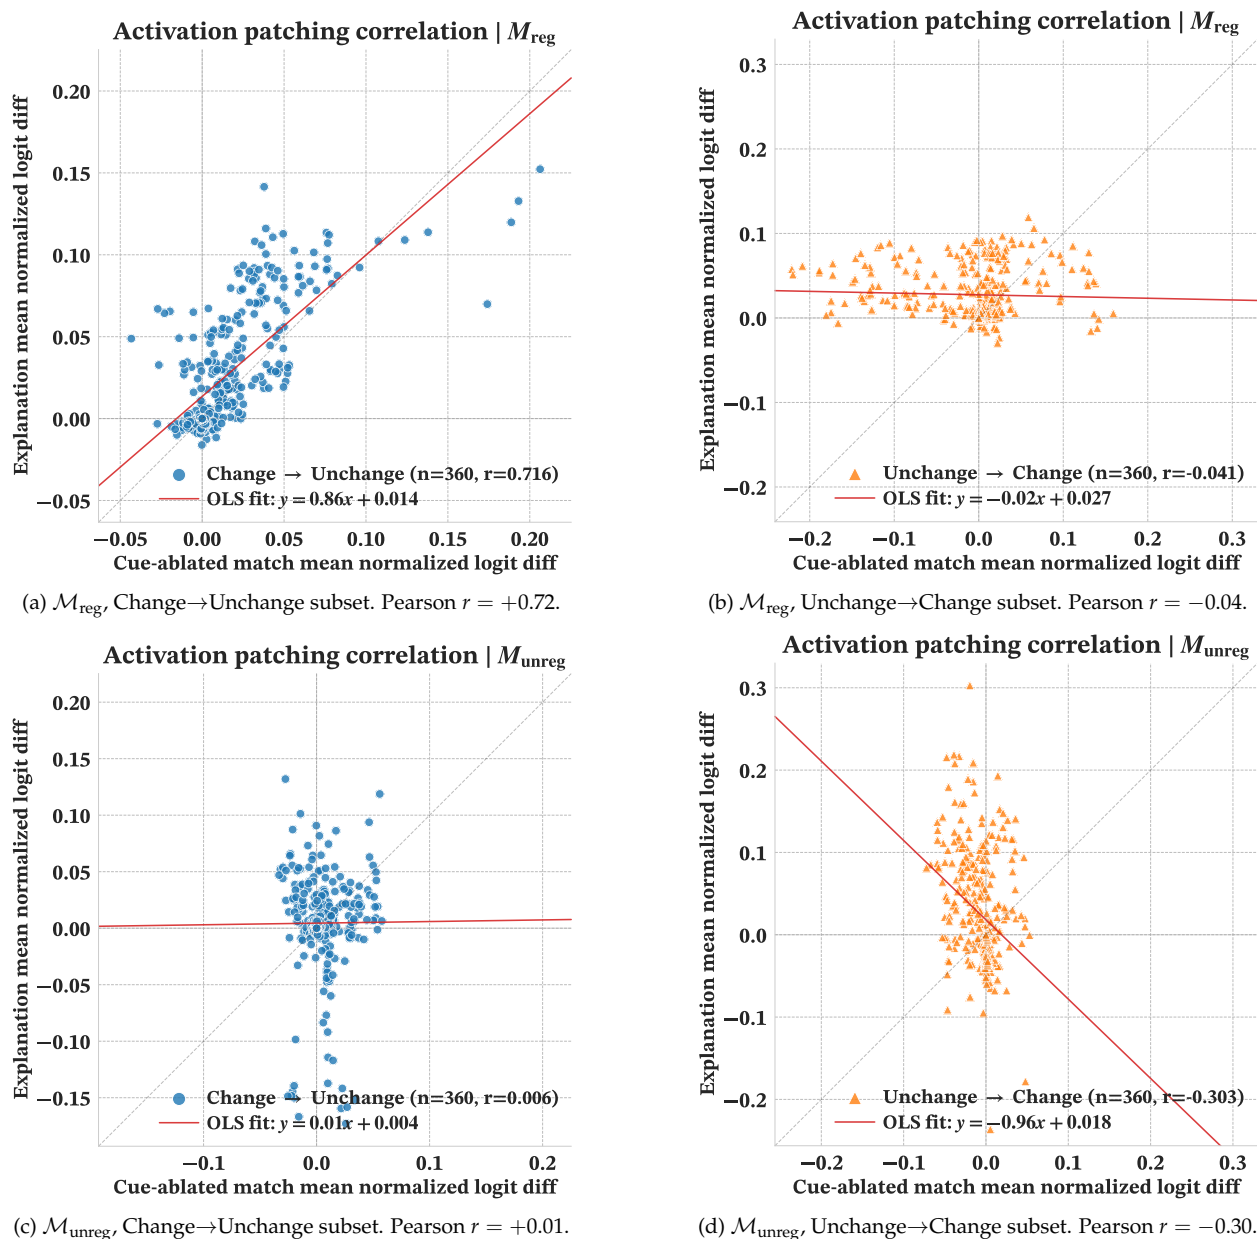 Activation patching correlation | M_reg
Explanation mean normalized logit diff
0.20
0.15
0.10
0.05
0.00
−0.05
Change → Unchange (n=360, r=0.716)
OLS fit: y = 0.86x + 0.014
−0.05 0.00 0.05 0.10 0.15 0.20
Cue-ablated match mean normalized logit diff
(a) M_reg, Change→Unchange subset. Pearson r = +0.72.
Activation patching correlation | M_reg
Explanation mean normalized logit diff
0.3
0.2
0.1
0.0
−0.1
−0.2
Unchange → Change (n=360, r=-0.041)
OLS fit: y = −0.02x + 0.027
−0.2 −0.1 0.0 0.1 0.2 0.3
Cue-ablated match mean normalized logit diff
(b) M_reg, Unchange→Change subset. Pearson r = −0.04.
Activation patching correlation | M_unreg
Explanation mean normalized logit diff
0.20
0.15
0.10
0.05
0.00
−0.05
−0.10
−0.15
Change → Unchange (n=360, r=0.006)
OLS fit: y = 0.01x + 0.004
−0.1 0.0 0.1 0.2
Cue-ablated match mean normalized logit diff
(c) M_unreg, Change→Unchange subset. Pearson r = +0.01.
Activation patching correlation | M_unreg
Explanation mean normalized logit diff
0.3
0.2
0.1
0.0
−0.1
−0.2
Unchange → Change (n=360, r=-0.303)
OLS fit: y = −0.96x + 0.018
−0.2 −0.1 0.0 0.1 0.2 0.3
Cue-ablated match mean normalized logit diff
(d) M_unreg, Unchange→Change subset. Pearson r = −0.30.